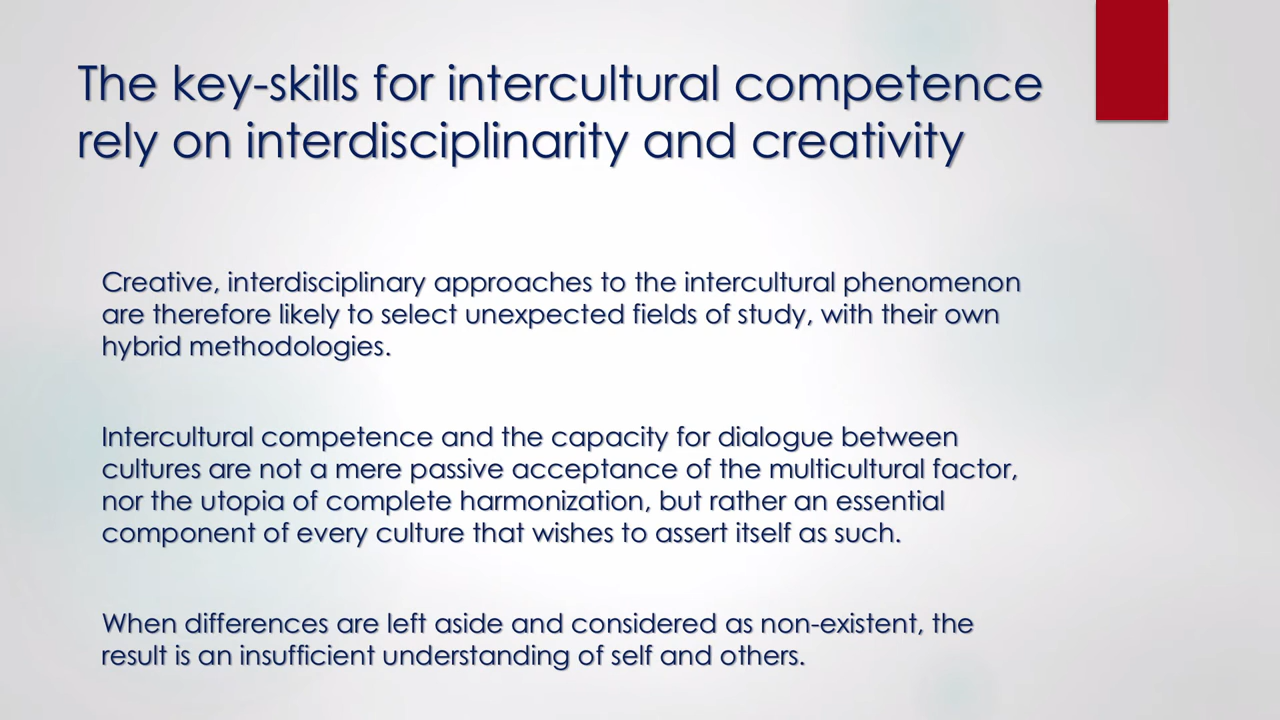 The key-skills for intercultural competence
rely on interdisciplinarity and creativity
Creative, interdisciplinary approaches to the intercultural phenomenon
are therefore likely to select unexpected fields of study, with their own
hybrid methodologies.
Intercultural competence and the capacity for dialogue between
cultures are not a mere passive acceptance of the multicultural factor,
nor the utopia of complete harmonization, but rather an essential
component of every culture that wishes to assert itself as such.
When differences are left aside and considered as non-existent, the
result is an insufficient understanding of self and others.